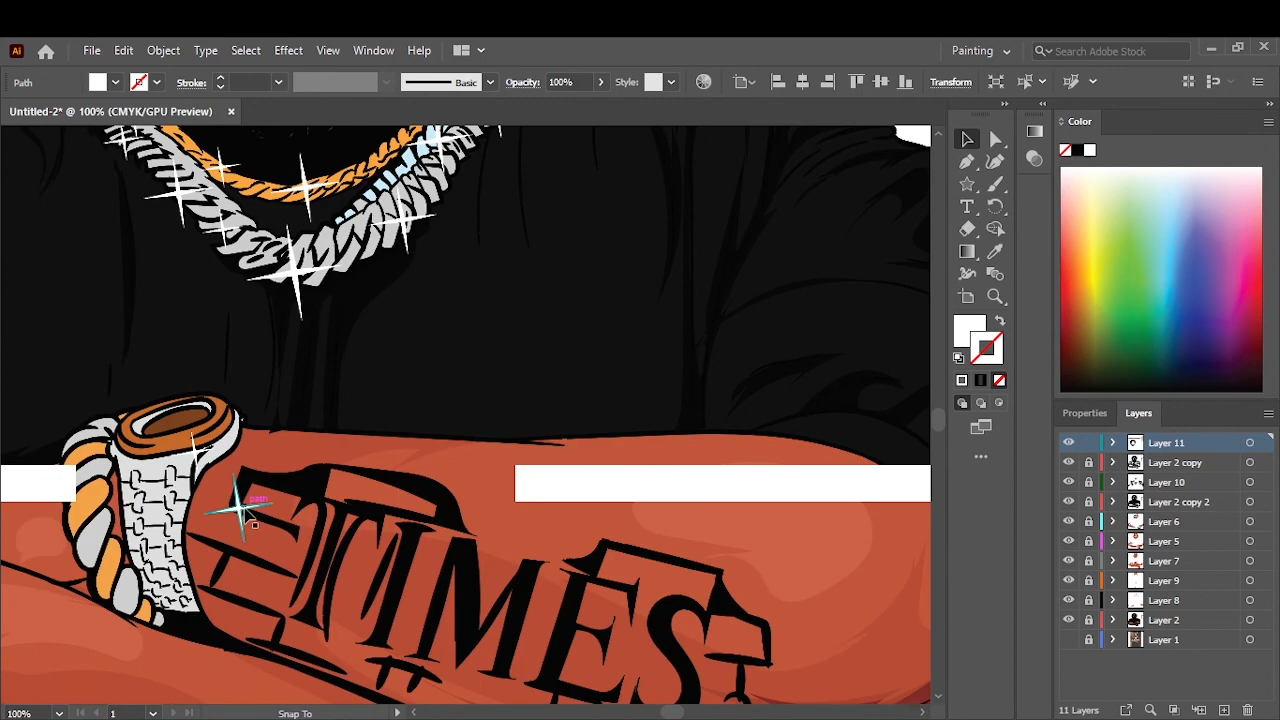 Ai File Edit Object Type Select Effect View Window Help Painting Search Adobe Stock
Path Stroke: Basic Opacity: 100% Style: Transform
Untitled-2* @ 100% (CMYK/GPU Preview)
Color
Properties Layers
Layer 11
Layer 2 copy
Layer 10
Layer 2 copy 2
Layer 6
Layer 5
Layer 7
Layer 9
Layer 8
Layer 2
Layer 1
path
TIMES
100% 1 Snap To 11 Layers